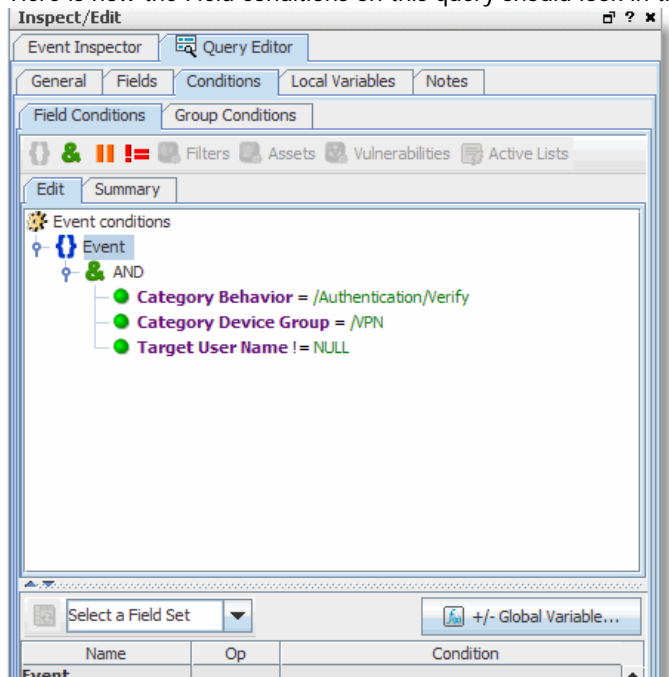 Inspect/Edit
Event Inspector Query Editor
General Fields Conditions Local Variables Notes
Field Conditions Group Conditions
Filters Assets Vulnerabilities Active Lists
Edit Summary
Event conditions
Event
AND
Category Behavior = /Authentication/Verify
Category Device Group = /VPN
Target User Name != NULL
Select a Field Set +/- Global Variable...
Name Op Condition
Event